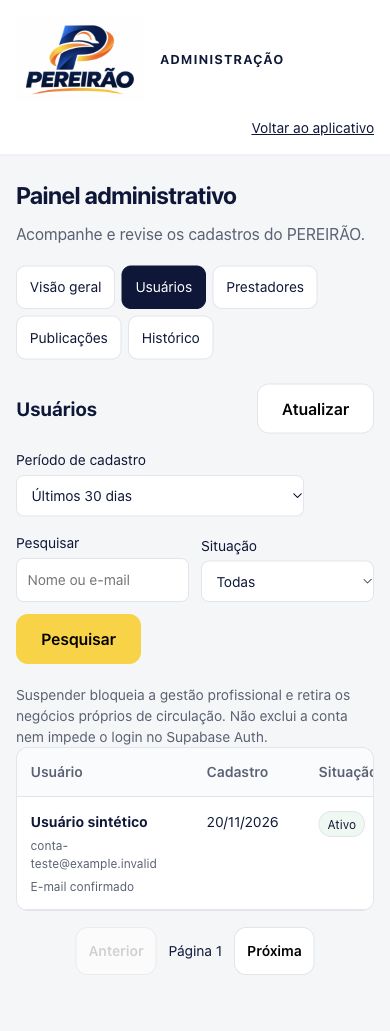 PEREIRÃO
ADMINISTRAÇÃO
Voltar ao aplicativo
Painel administrativo
Acompanhe e revise os cadastros do PEREIRÃO.
Visão geral
Usuários
Prestadores
Publicações
Histórico
Usuários
Atualizar
Período de cadastro
Últimos 30 dias
Pesquisar
Situação
Nome ou e-mail
Todas
Pesquisar
Suspender bloqueia a gestão profissional e retira os
negócios próprios de circulação. Não exclui a conta
nem impede o login no Supabase Auth.
Usuário Cadastro Situaçã
Usuário sintético 20/11/2026 Ativo
conta-
teste@example.invalid
E-mail confirmado
Anterior Página 1 Próxima